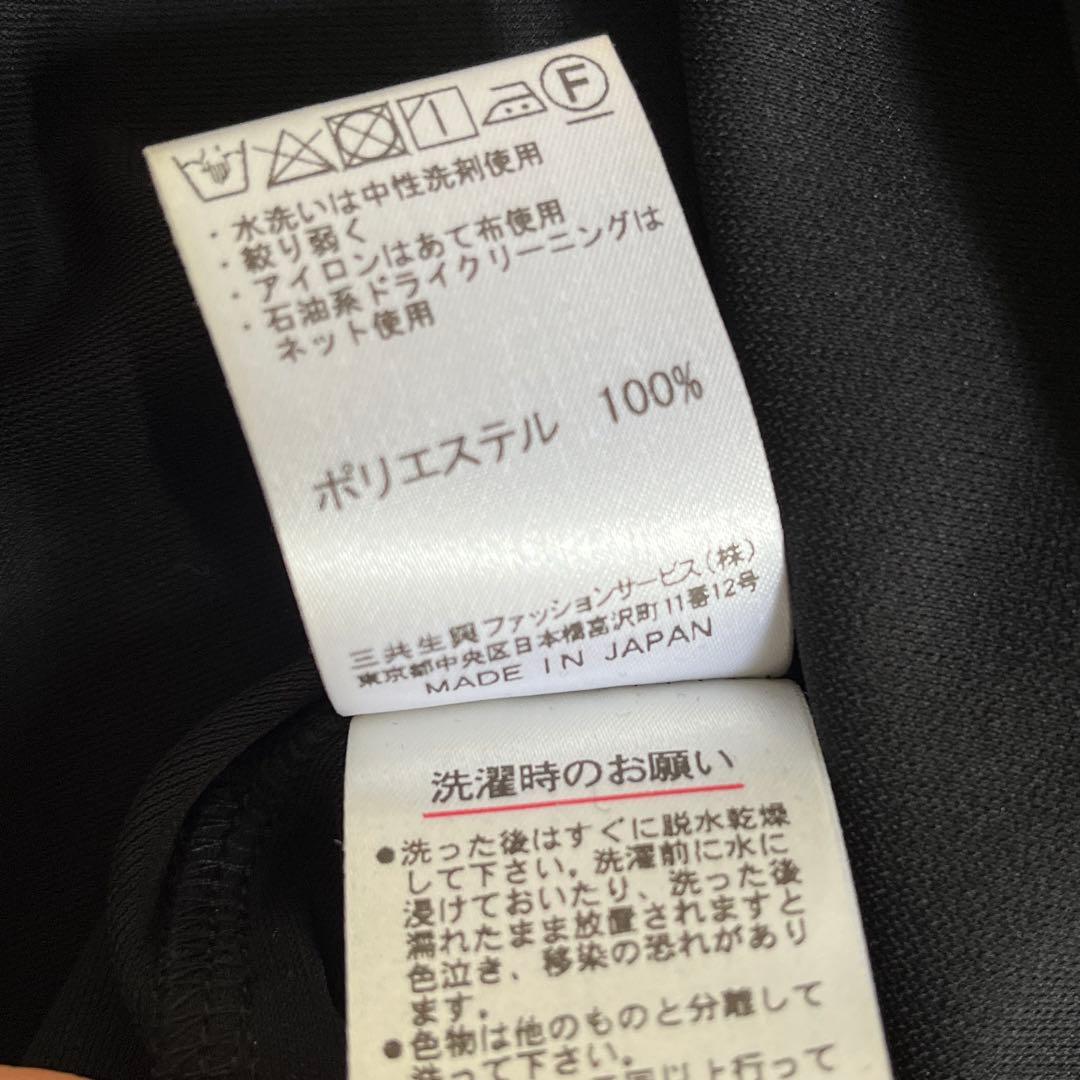 F
・水洗いは中性洗剤使用
・絞り弱く
・アイロンはあて布使用
・石油系ドライクリーニングは
ネット使用
ポリエステル 100%
三共生興ファッションサービス(株)
東京都中央区日本橋富沢町11番12号
MADE IN JAPAN
洗濯時のお願い
●洗った後はすぐに脱水乾燥
して下さい。洗濯前に水に
浸けておいたり、洗った後
濡れたまま放置されますと
色泣き、移染の恐れがあり
ます。
●色物は他のものと分離して
洗って下さい。
以上行って